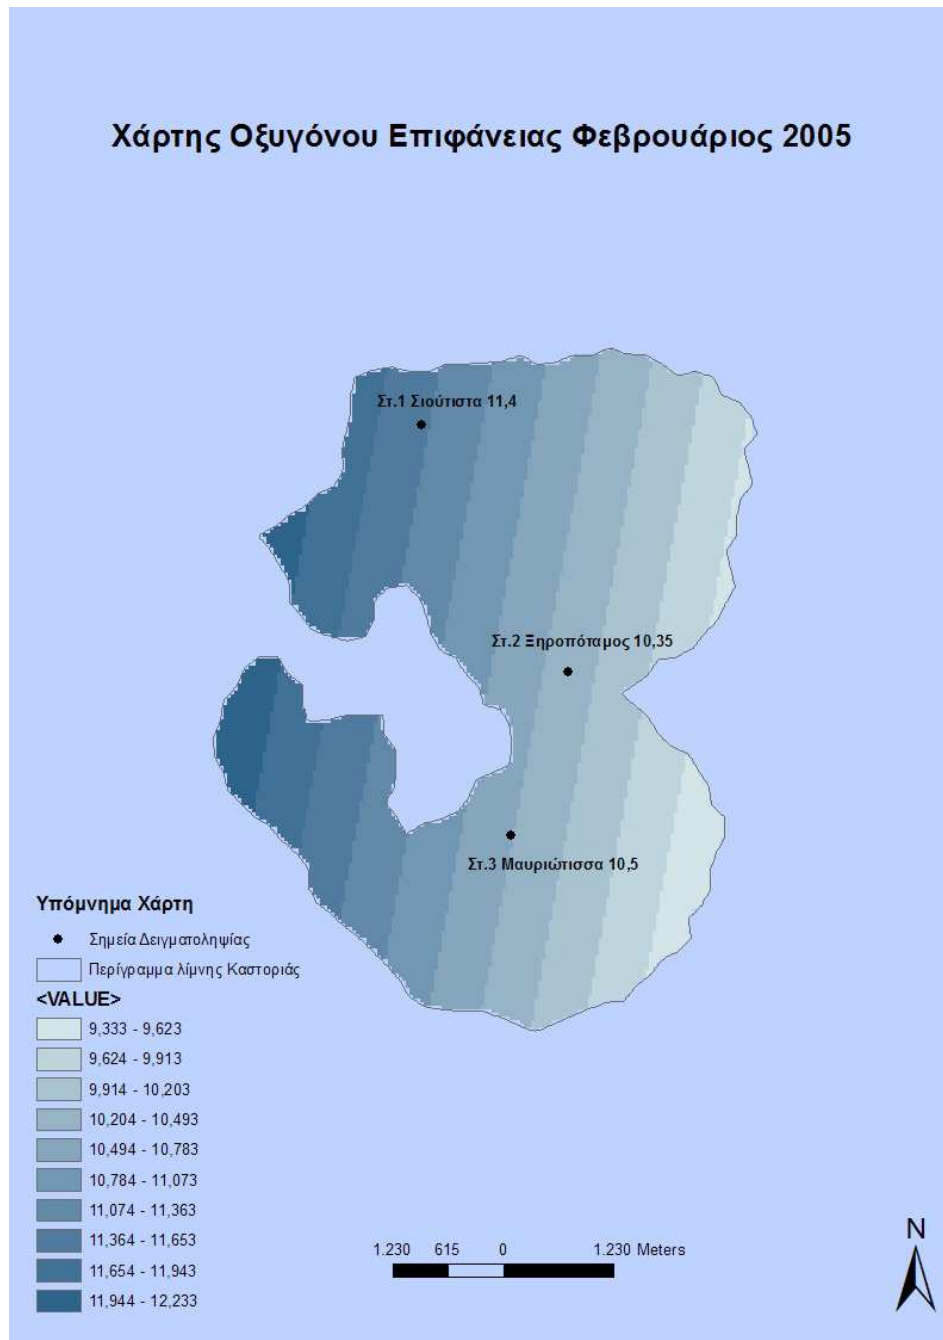 Χάρτης Οξυγόνου Επιφάνειας Φεβρουάριος 2005
Στ.1 Σιούτιστα 11,4
Στ.2 Ξηροπόταμος 10,35
Στ.3 Μαυριώτισσα 10,5
Υπόμνημα Χάρτη
Σημεία Δειγματοληψίας
Περίγραμμα λίμνης Καστοριάς
<VALUE>
9,333 - 9,623
9,624 - 9,913
9,914 - 10,203
10,204 - 10,493
10,494 - 10,783
10,784 - 11,073
11,074 - 11,363
11,364 - 11,653
11,654 - 11,943
11,944 - 12,233
1.230 615 0 1.230 Meters
N